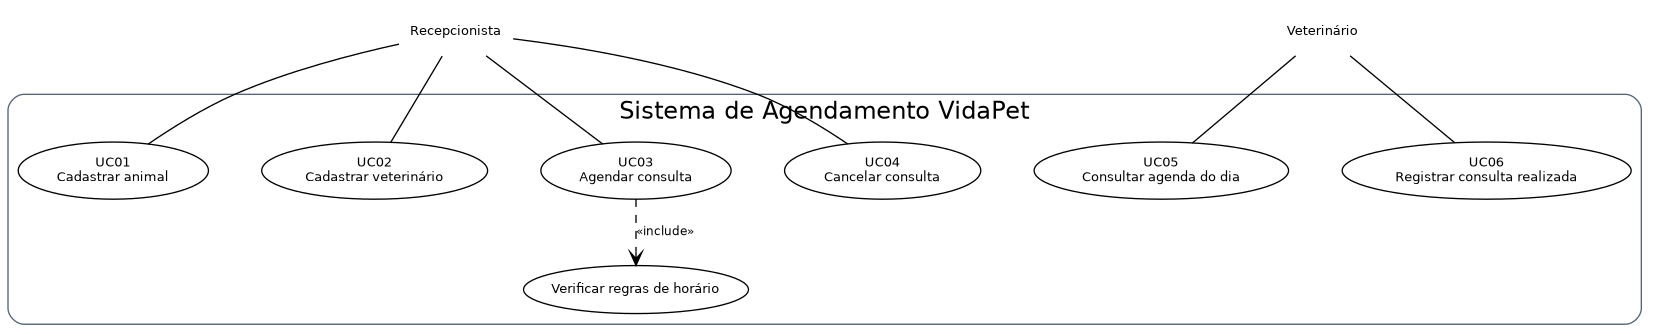 Recepcionista
Veterinário
Sistema de Agendamento VidaPet
UC01
Cadastrar animal
UC02
Cadastrar veterinário
UC03
Agendar consulta
UC04
Cancelar consulta
UC05
Consultar agenda do dia
UC06
Registrar consulta realizada
«include»
Verificar regras de horário